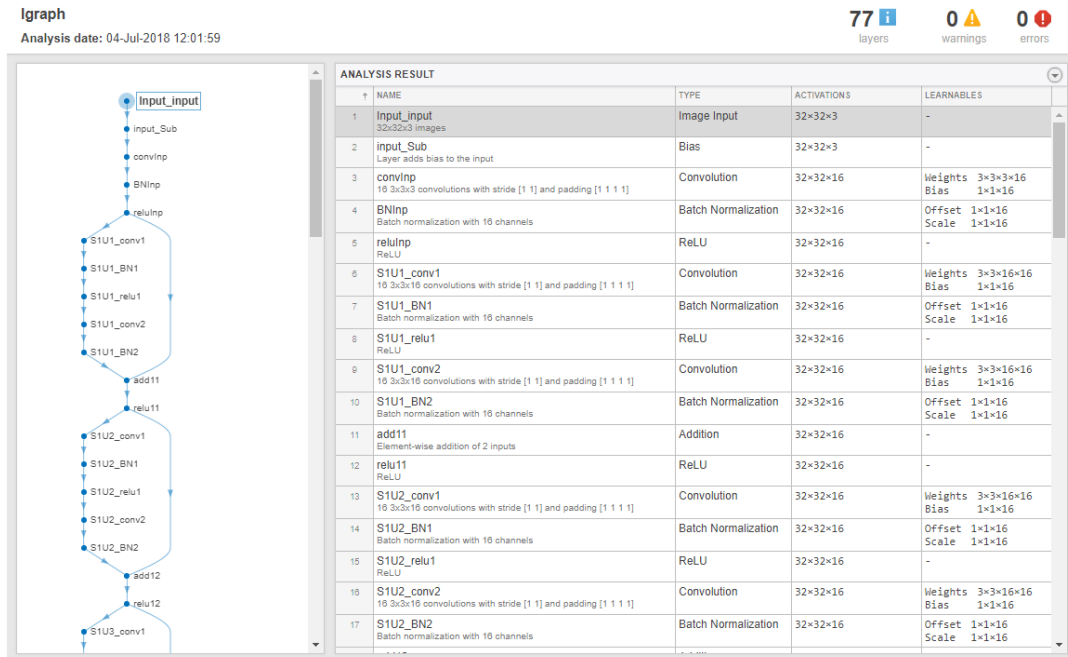 lgraph
Analysis date: 04-Jul-2018 12:01:59
77 i
layers
0
warnings
0
errors
Input_input
input_Sub
convInp
BNInp
reluInp
S1U1_conv1
S1U1_BN1
S1U1_relu1
S1U1_conv2
S1U1_BN2
add11
relu11
S1U2_conv1
S1U2_BN1
S1U2_relu1
S1U2_conv2
S1U2_BN2
add12
relu12
S1U3_conv1
ANALYSIS RESULT
↑ NAME TYPE ACTIVATIONS LEARNABLES
1 Input_input Image Input 32×32×3 -
32x32x3 images
2 input_Sub Bias 32×32×3 -
Layer adds bias to the input
3 convInp Convolution 32×32×16 Weights 3×3×3×16
16 3x3x3 convolutions with stride [1 1] and padding [1 1 1 1] Bias 1×1×16
4 BNInp Batch Normalization 32×32×16 Offset 1×1×16
Batch normalization with 16 channels Scale 1×1×16
5 reluInp ReLU 32×32×16 -
ReLU
6 S1U1_conv1 Convolution 32×32×16 Weights 3×3×16×16
16 3x3x16 convolutions with stride [1 1] and padding [1 1 1 1] Bias 1×1×16
7 S1U1_BN1 Batch Normalization 32×32×16 Offset 1×1×16
Batch normalization with 16 channels Scale 1×1×16
8 S1U1_relu1 ReLU 32×32×16 -
ReLU
9 S1U1_conv2 Convolution 32×32×16 Weights 3×3×16×16
16 3x3x16 convolutions with stride [1 1] and padding [1 1 1 1] Bias 1×1×16
10 S1U1_BN2 Batch Normalization 32×32×16 Offset 1×1×16
Batch normalization with 16 channels Scale 1×1×16
11 add11 Addition 32×32×16 -
Element-wise addition of 2 inputs
12 relu11 ReLU 32×32×16 -
ReLU
13 S1U2_conv1 Convolution 32×32×16 Weights 3×3×16×16
16 3x3x16 convolutions with stride [1 1] and padding [1 1 1 1] Bias 1×1×16
14 S1U2_BN1 Batch Normalization 32×32×16 Offset 1×1×16
Batch normalization with 16 channels Scale 1×1×16
15 S1U2_relu1 ReLU 32×32×16 -
ReLU
16 S1U2_conv2 Convolution 32×32×16 Weights 3×3×16×16
16 3x3x16 convolutions with stride [1 1] and padding [1 1 1 1] Bias 1×1×16
17 S1U2_BN2 Batch Normalization 32×32×16 Offset 1×1×16
Batch normalization with 16 channels Scale 1×1×16